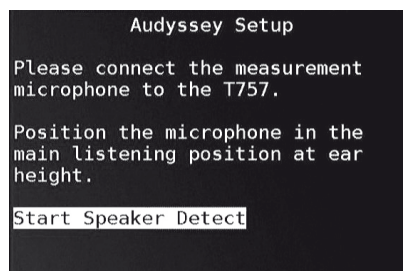 Audyssey Setup
Please connect the measurement
microphone to the T757.
Position the microphone in the
main listening position at ear
height.
Start Speaker Detect